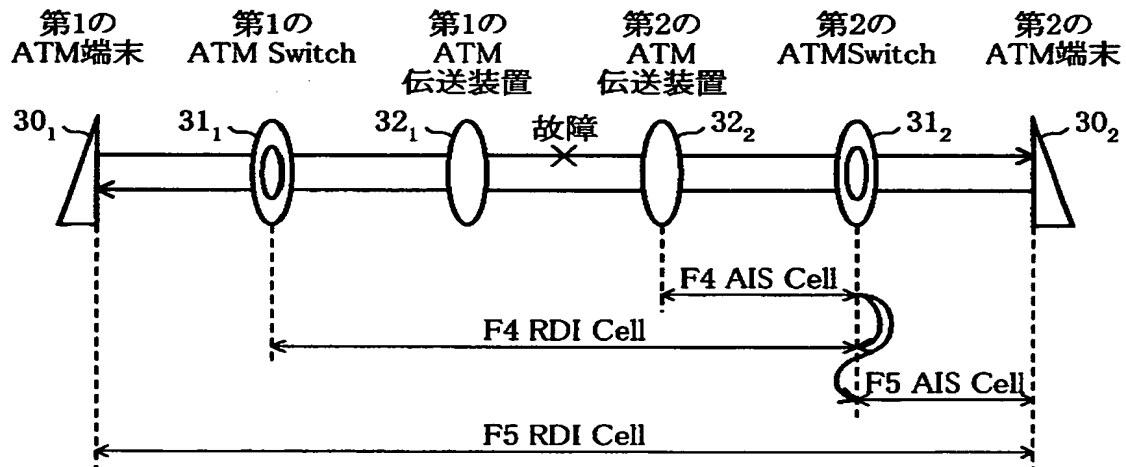 第1の
ATM端末
第1の
ATM Switch
第1の
ATM
伝送装置
第2の
ATM
伝送装置
第2の
ATMSwitch
第2の
ATM端末
30₁
31₁
32₁
故障
32₂
31₂
30₂
F4 AIS Cell
F4 RDI Cell
F5 AIS Cell
F5 RDI Cell